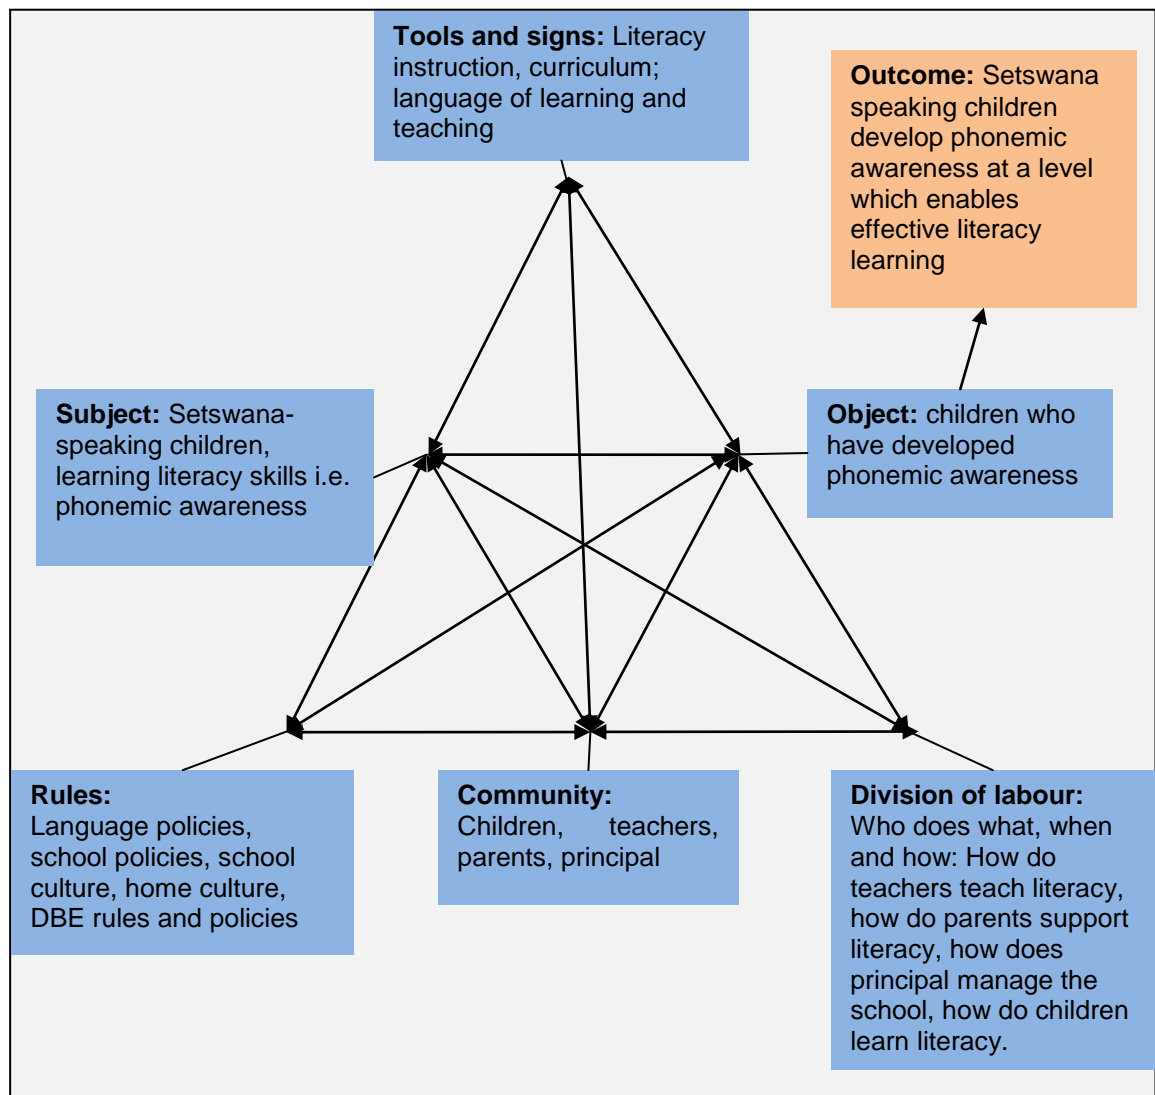 Tools and signs: Literacy
instruction, curriculum;
language of learning and
teaching
Outcome: Setswana
speaking children
develop phonemic
awareness at a level
which enables
effective literacy
learning
Subject: Setswana-
speaking children,
learning literacy skills i.e.
phonemic awareness
Object: children who
have developed
phonemic awareness
Rules:
Language policies,
school policies, school
culture, home culture,
DBE rules and policies
Community:
Children, teachers,
parents, principal
Division of labour:
Who does what, when
and how: How do
teachers teach literacy,
how do parents support
literacy, how does
principal manage the
school, how do children
learn literacy.